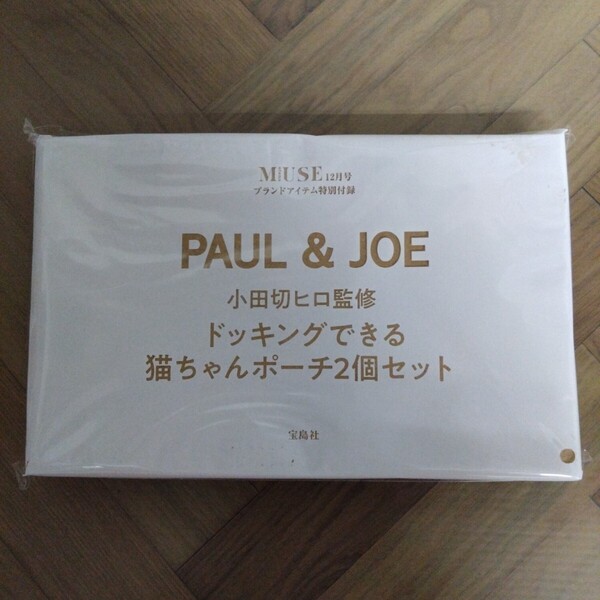 MUSE 12月号
ブランドアイテム特別付録
PAUL & JOE
小田切ヒロ監修
ドッキングできる
猫ちゃんポーチ2個セット
宝島社